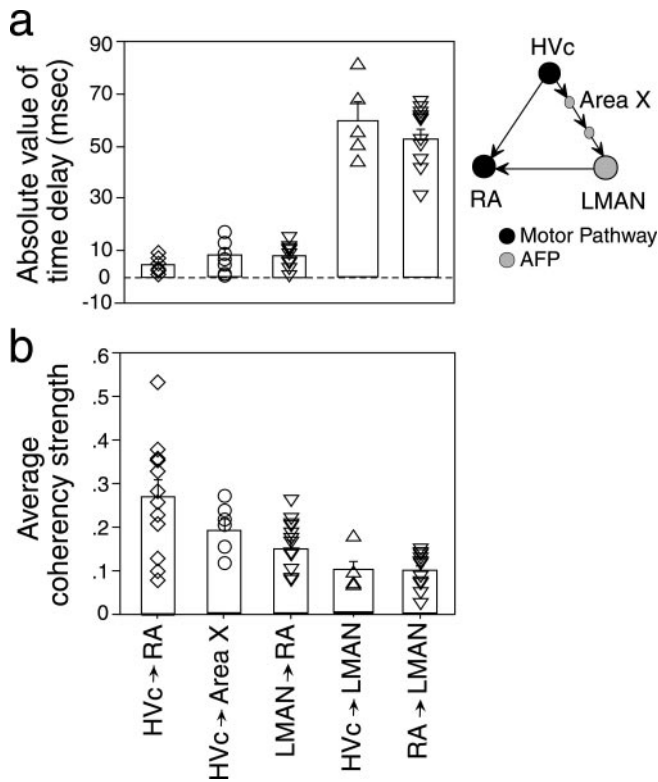 a
Absolute value of
time delay (msec)
90
70
50
30
10
0
-10
HVc
Area X
RA
LMAN
Motor Pathway
AFP
b
Average
coherency strength
.6
.5
.4
.3
.2
.1
0
HVc→RA
HVc→Area X
LMAN→RA
HVc→LMAN
RA→LMAN